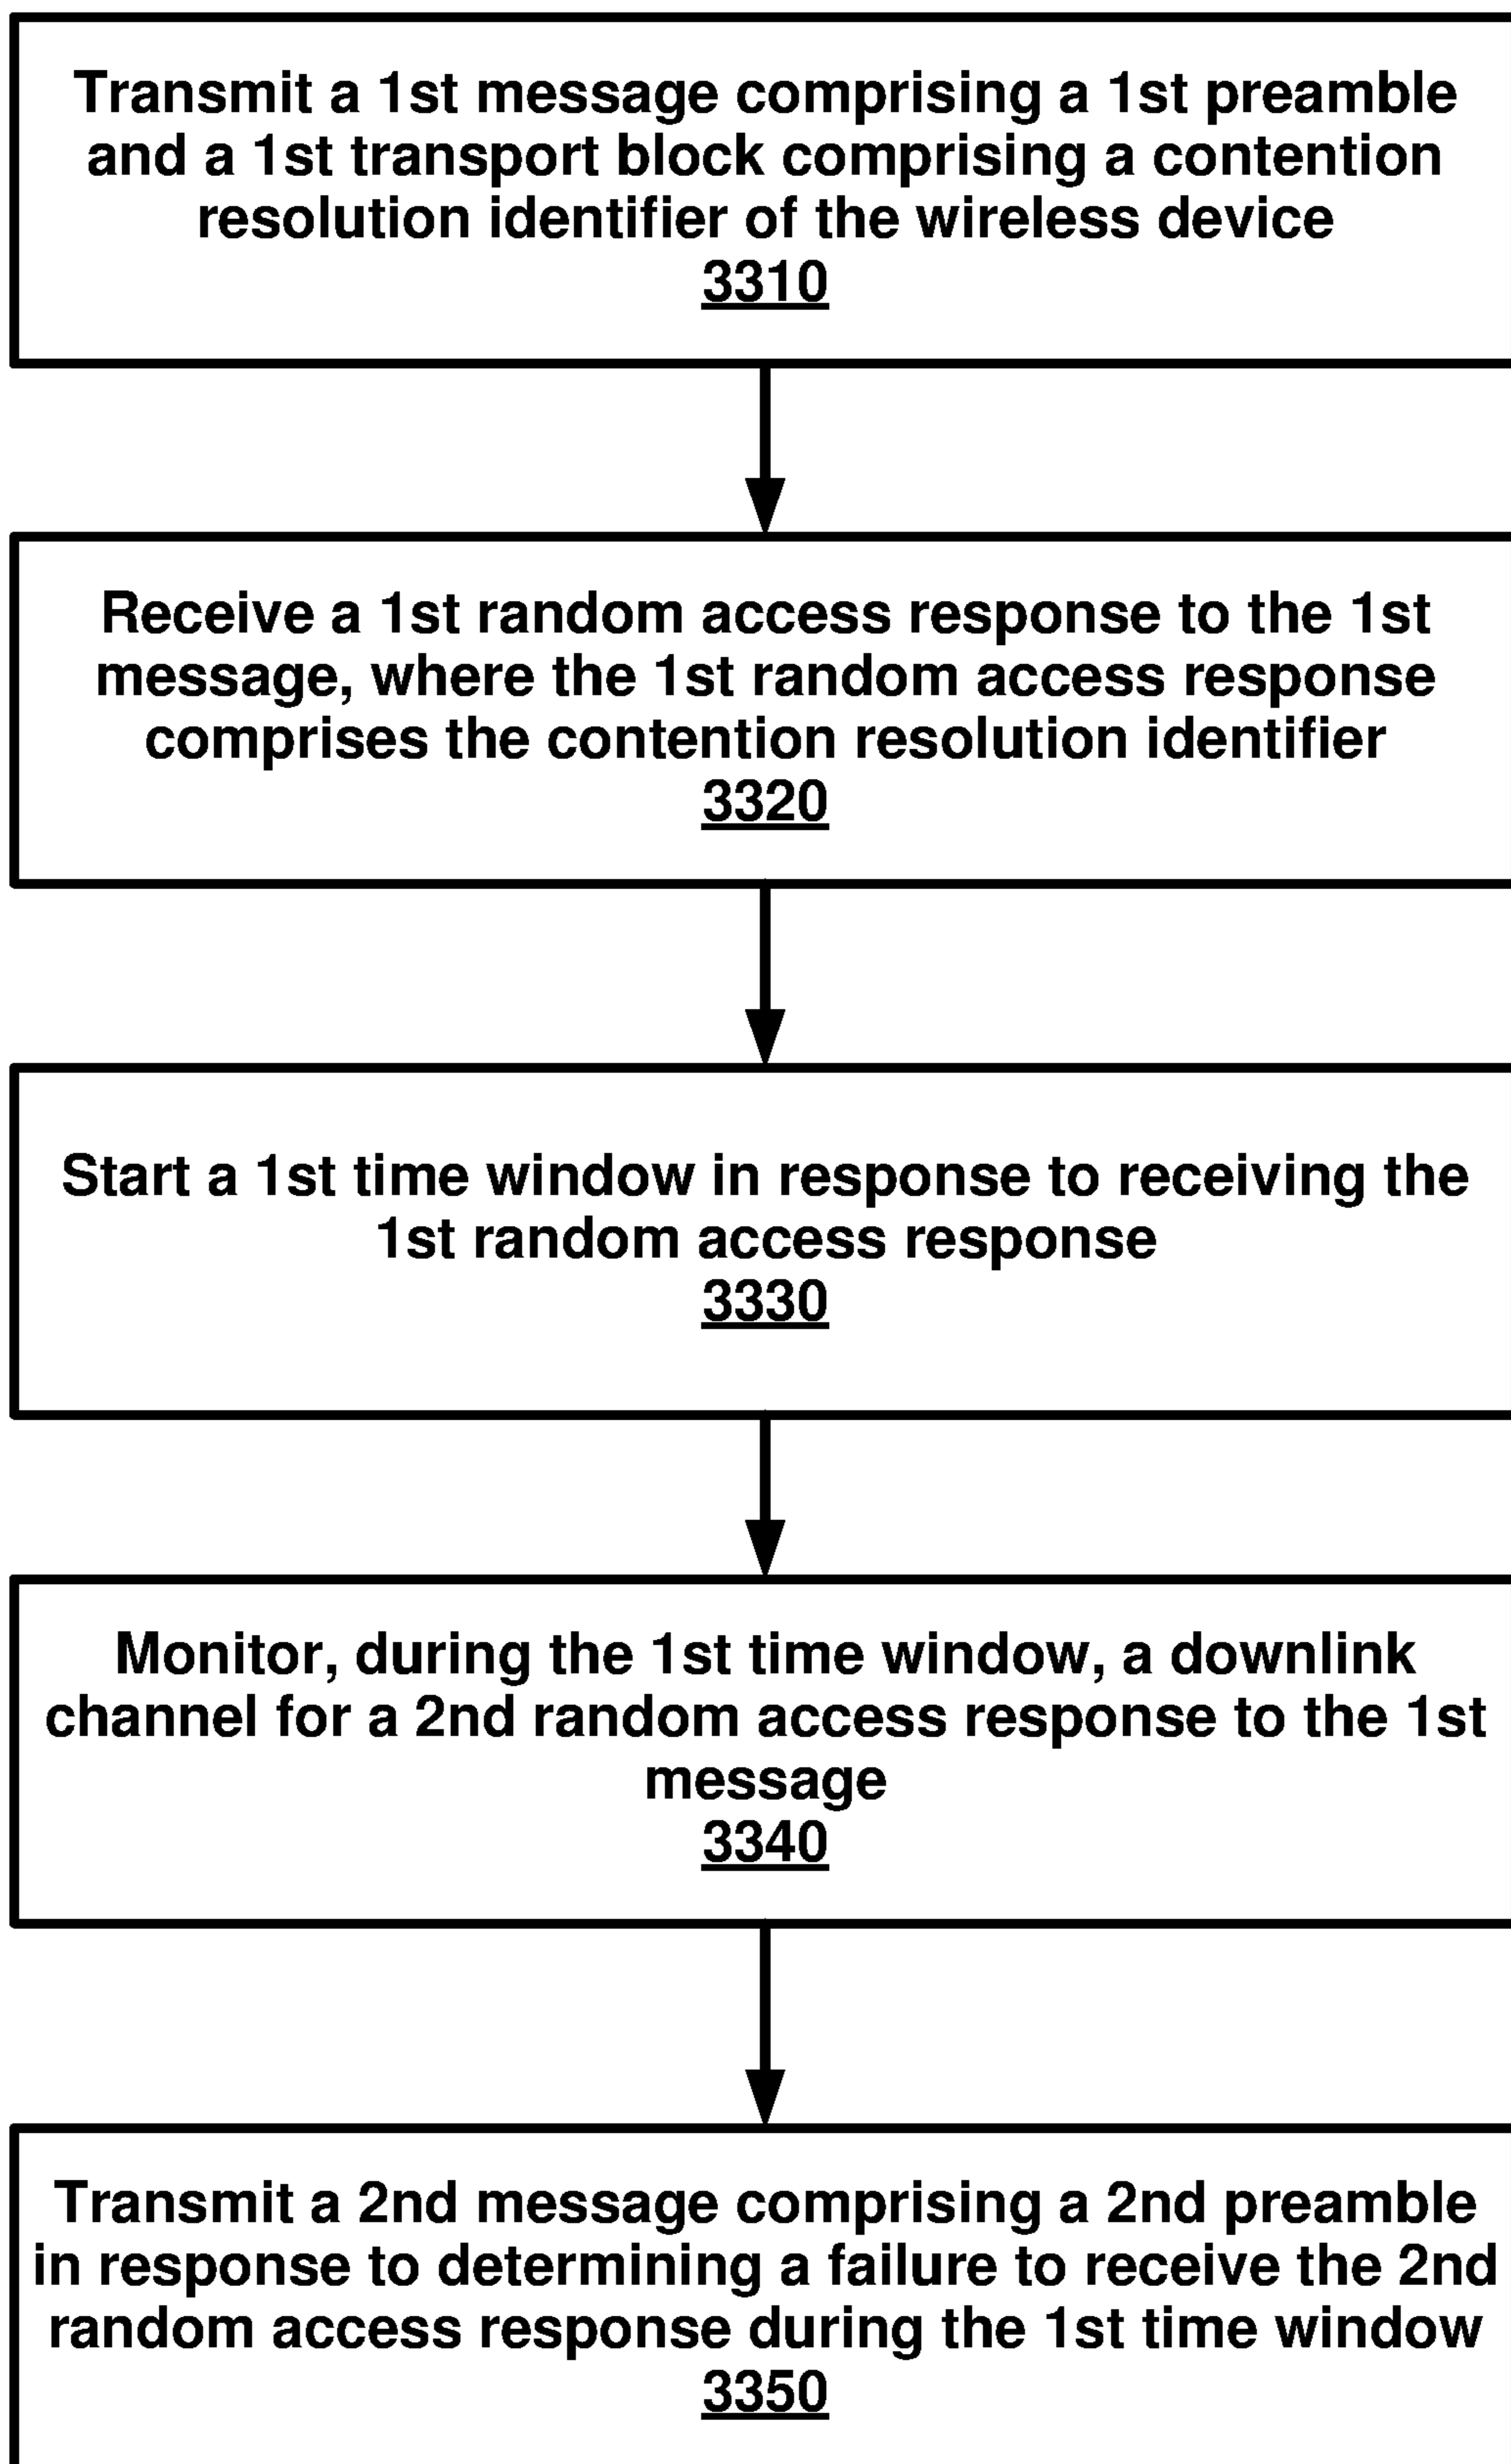 Transmit a 1st message comprising a 1st preamble
and a 1st transport block comprising a contention
resolution identifier of the wireless device
3310
Receive a 1st random access response to the 1st
message, where the 1st random access response
comprises the contention resolution identifier
3320
Start a 1st time window in response to receiving the
1st random access response
3330
Monitor, during the 1st time window, a downlink
channel for a 2nd random access response to the 1st
message
3340
Transmit a 2nd message comprising a 2nd preamble
in response to determining a failure to receive the 2nd
random access response during the 1st time window
3350